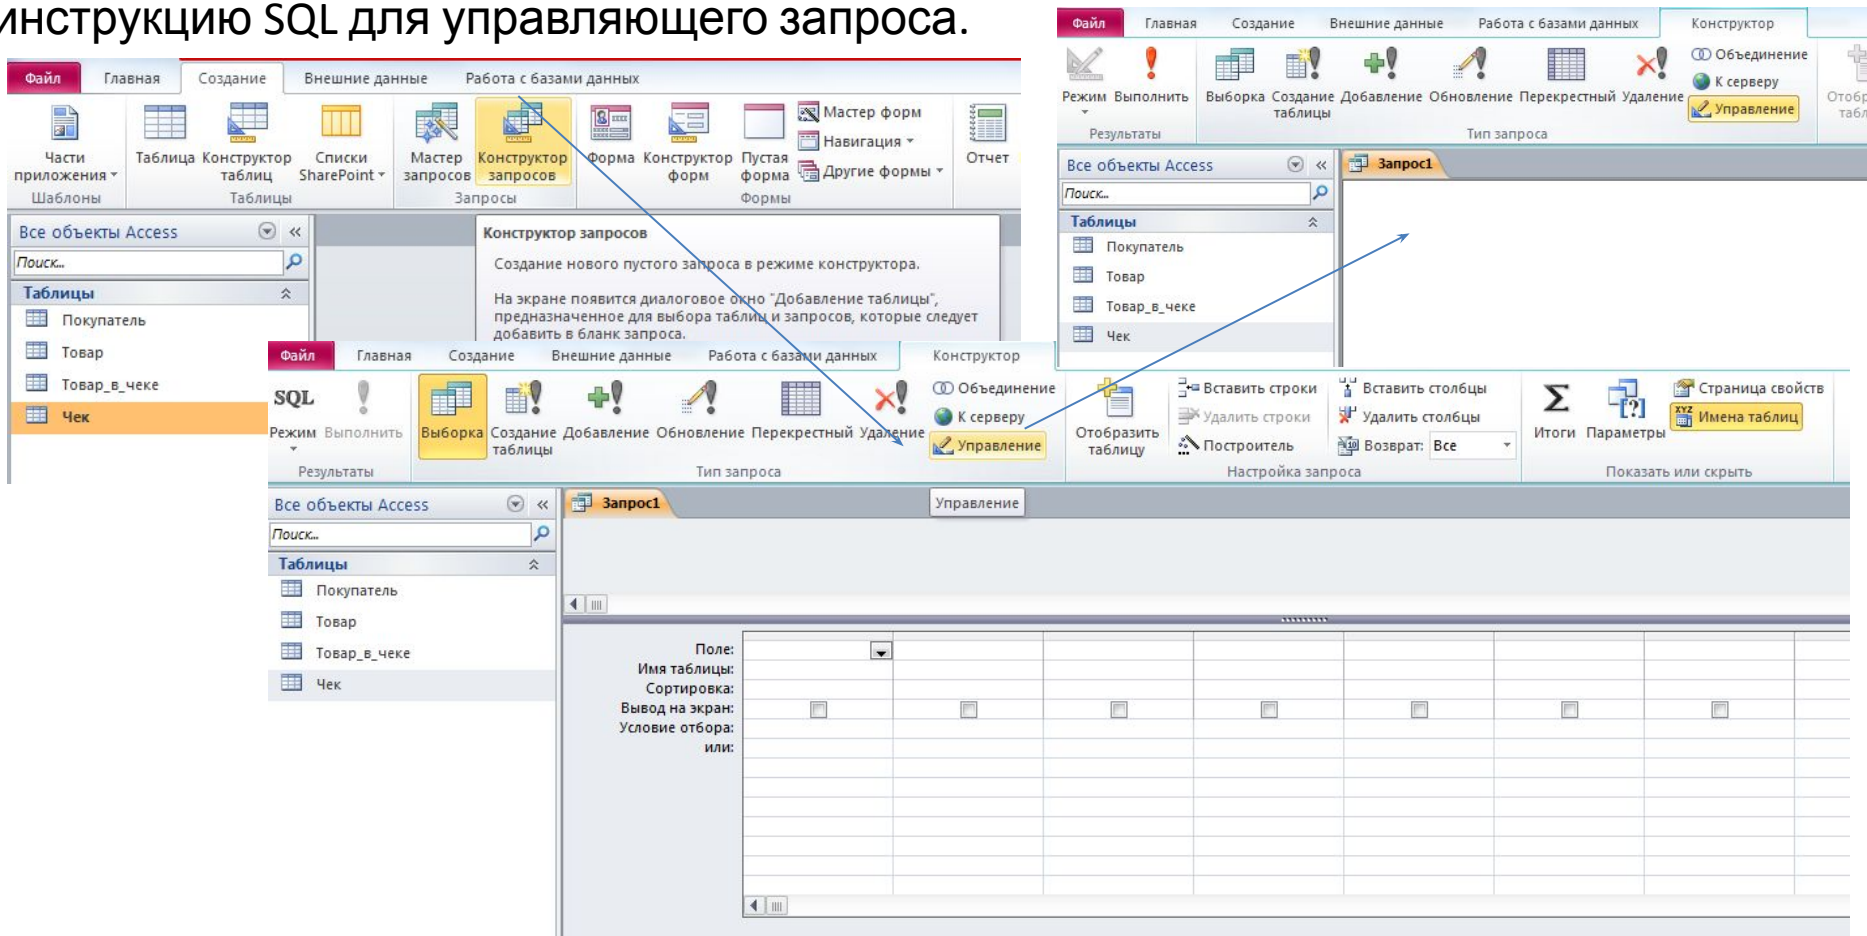 инструкцию SQL для управляющего запроса.
Файл Главная Создание Внешние данные Работа с базами данных
Части приложения
Таблица
Конструктор таблиц
Списки SharePoint
Мастер запросов
Конструктор запросов
Форма
Конструктор форм
Пустая форма
Мастер форм
Навигация
Другие формы
Отчет
Шаблоны Таблицы Запросы Формы
Все объекты Access
Поиск...
Таблицы
Покупатель
Товар
Товар_в_чеке
Чек
Конструктор запросов
Создание нового пустого запроса в режиме конструктора.
На экране появится диалоговое окно "Добавление таблицы",
предназначенное для выбора таблиц и запросов, которые следует
добавить в бланк запроса.
Файл Главная Создание Внешние данные Работа с базами данных Конструктор
Режим Выполнить Выборка
Создание таблицы
Добавление Обновление Перекрестный Удаление
Объединение
К серверу
Управление
Результаты Тип запроса
Все объекты Access
Запрос1
Поиск...
Таблицы
Покупатель
Товар
Товар_в_чеке
Чек
Файл Главная Создание Внешние данные Работа с базами данных Конструктор
SQL
Режим Выполнить Выборка
Создание таблицы
Добавление Обновление Перекрестный Удаление
Объединение
К серверу
Управление
Отобразить таблицу
Вставить строки
Удалить строки
Построитель
Вставить столбцы
Удалить столбцы
Возврат: Все
Итоги Параметры
Страница свойств
XYZ Имена таблиц
Результаты Тип запроса Настройка запроса Показать или скрыть
Все объекты Access
Запрос1
Управление
Поиск...
Таблицы
Покупатель
Товар
Товар_в_чеке
Чек
Поле:
Имя таблицы:
Сортировка:
Вывод на экран:
Условие отбора:
или: